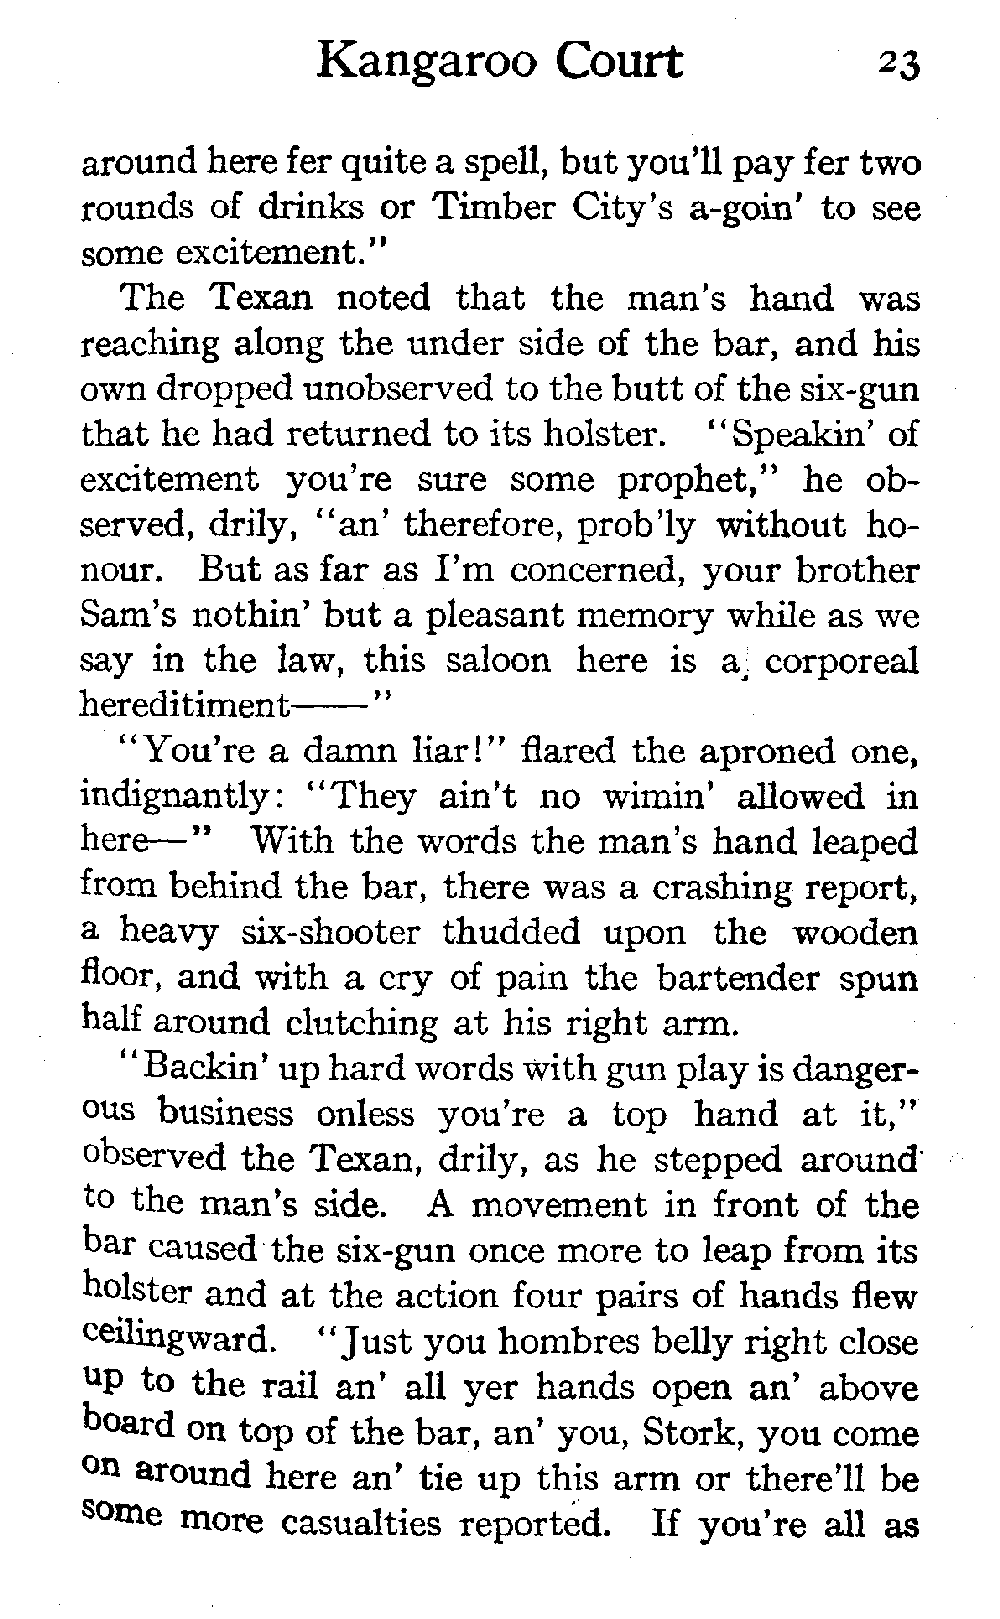 Kangaroo Court 23
around here fer quite a spell, but you'll pay fer two
rounds of drinks or Timber City's a-goin' to see
some excitement."
The Texan noted that the man's hand was
reaching along the under side of the bar, and his
own dropped unobserved to the butt of the six-gun
that he had returned to its holster. "Speakin' of
excitement you're sure some prophet," he ob-
served, drily, "an' therefore, prob'ly without ho-
nour. But as far as I'm concerned, your brother
Sam's nothin' but a pleasant memory while as we
say in the law, this saloon here is a corporeal
hereditiment——"
"You're a damn liar!" flared the aproned one,
indignantly: "They ain't no wimin' allowed in
here—" With the words the man's hand leaped
from behind the bar, there was a crashing report,
a heavy six-shooter thudded upon the wooden
floor, and with a cry of pain the bartender spun
half around clutching at his right arm.
"Backin' up hard words with gun play is danger-
ous business onless you're a top hand at it,"
observed the Texan, drily, as he stepped around
to the man's side. A movement in front of the
bar caused the six-gun once more to leap from its
holster and at the action four pairs of hands flew
ceilingward. "Just you hombres belly right close
up to the rail an' all yer hands open an' above
board on top of the bar, an' you, Stork, you come
on around here an' tie up this arm or there'll be
some more casualties reported. If you're all as